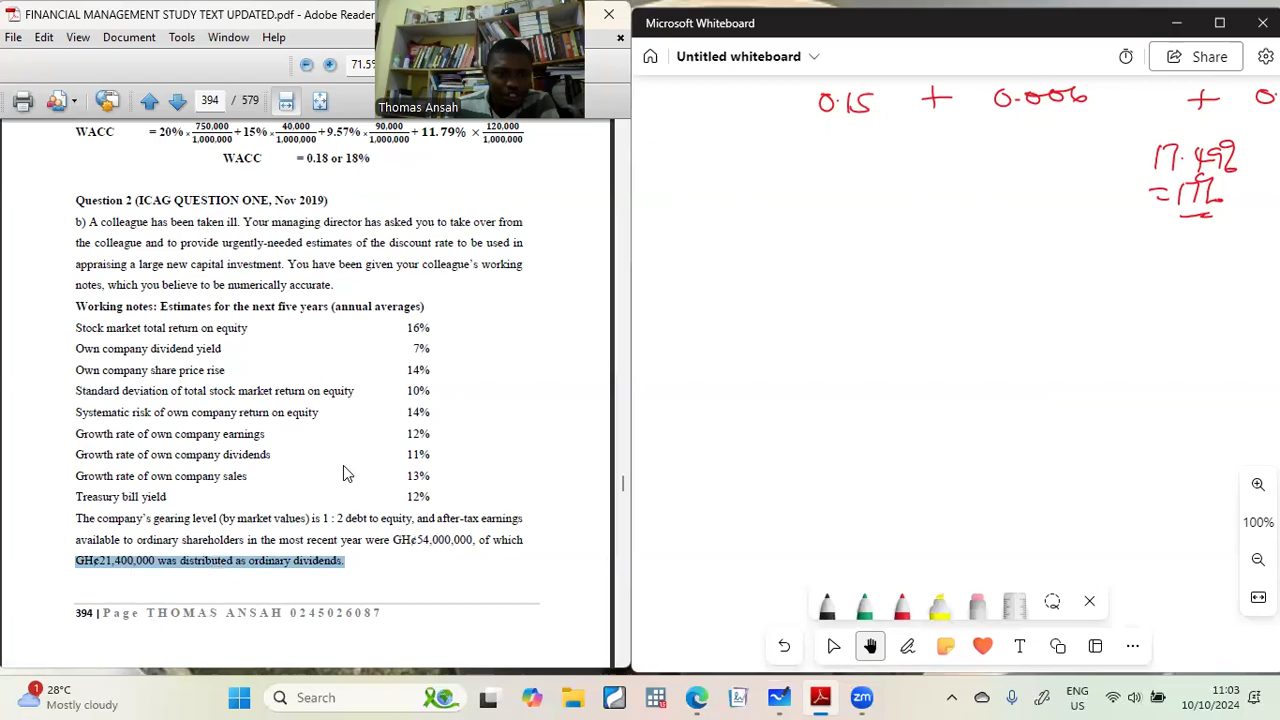 FINANCIAL MANAGEMENT STUDY TEXT UPDATED.pdf - Adobe Reader
File Edit View Document Tools Window Help
394 / 579 71.5%
Thomas Ansah
WACC = 20% × 750,000/1,000,000 + 15% × 40,000/1,000,000 + 9.57% × 90,000/1,000,000 + 11.79% × 120,000/1,000,000
WACC = 0.18 or 18%
Question 2 (ICAG QUESTION ONE, Nov 2019)
b) A colleague has been taken ill. Your managing director has asked you to take over from
the colleague and to provide urgently-needed estimates of the discount rate to be used in
appraising a large new capital investment. You have been given your colleague's working
notes, which you believe to be numerically accurate.
Working notes: Estimates for the next five years (annual averages)
Stock market total return on equity 16%
Own company dividend yield 7%
Own company share price rise 14%
Standard deviation of total stock market return on equity 10%
Systematic risk of own company return on equity 14%
Growth rate of own company earnings 12%
Growth rate of own company dividends 11%
Growth rate of own company sales 13%
Treasury bill yield 12%
The company's gearing level (by market values) is 1 : 2 debt to equity, and after-tax earnings
available to ordinary shareholders in the most recent year were GH¢54,000,000, of which
GH¢21,400,000 was distributed as ordinary dividends.
394 | Page THOMAS ANSAH 0245026087
Microsoft Whiteboard
Untitled whiteboard
Share
0.15 + 0.006 + 0.
17.49%
100%
T
1
28°C
Mostly cloudy
Search
ENG
US
11:03
10/10/2024